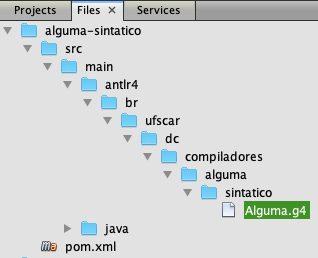 Projects Files × Services
alguma-sintatico
src
main
antlr4
br
ufscar
dc
compiladores
alguma
sintatico
Alguma.g4
java
pom.xml